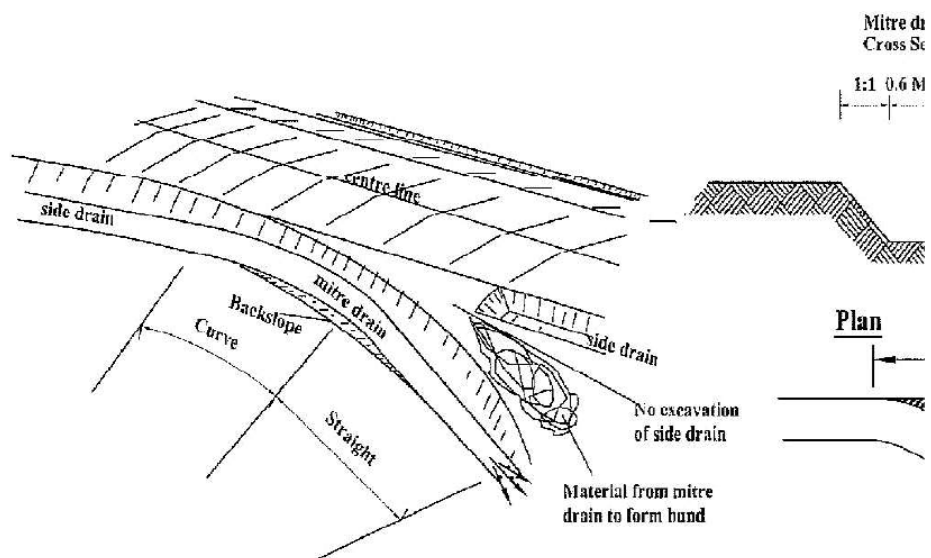 Mitre dr
Cross Se
1:1 0.6 M
centre line
side drain
mitre drain
Backslope
Curve
side drain
Plan
No excavation
of side drain
Straight
Material from mitre
drain to form bund